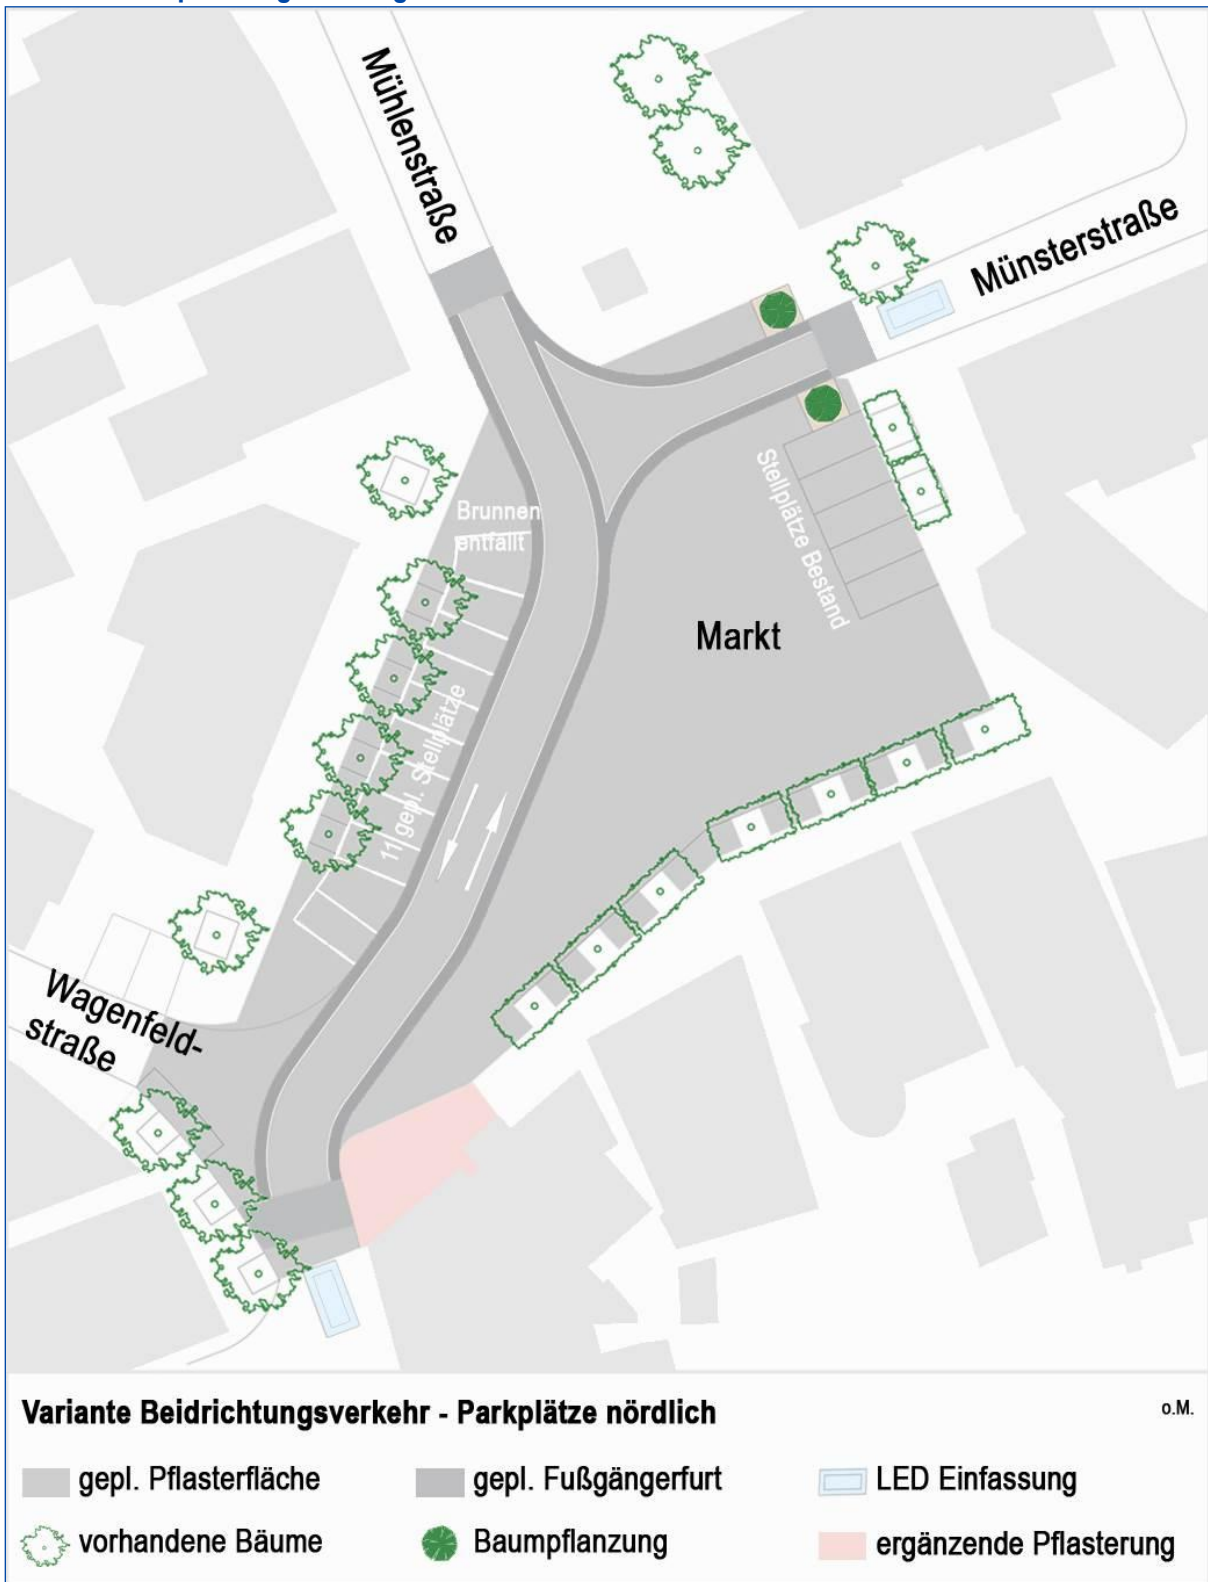 Mühlenstraße
Münsterstraße
Brunnen
entfällt
Stellplätze Bestand
Markt
11 gepl. Stellplätze
Wagenfeld-
straße
Variante Beidrichtungsverkehr - Parkplätze nördlich
o.M.
gepl. Pflasterfläche
gepl. Fußgängerfurt
LED Einfassung
vorhandene Bäume
Baumpflanzung
ergänzende Pflasterung